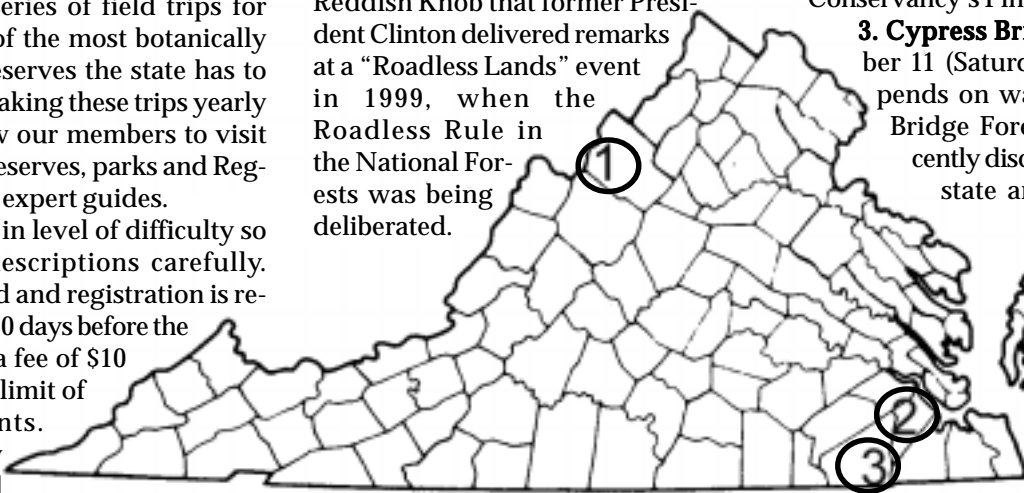 eries of field trips for
of the most botanically
eserves the state has to
aking these trips yearly
w our members to visit
eserves, parks and Reg-
expert guides.
in level of difficulty so
escriptions carefully.
d and registration is re-
0 days before the
a fee of $10
limit of
nts.
Reddish Knob that former Presi-
dent Clinton delivered remarks
at a “Roadless Lands” event
in 1999, when the
Roadless Rule in
the National For-
ests was being
deliberated.
3. Cypress Bri
ber 11 (Saturd
pends on wa
Bridge Fore
cently disc
state an
1
2
3